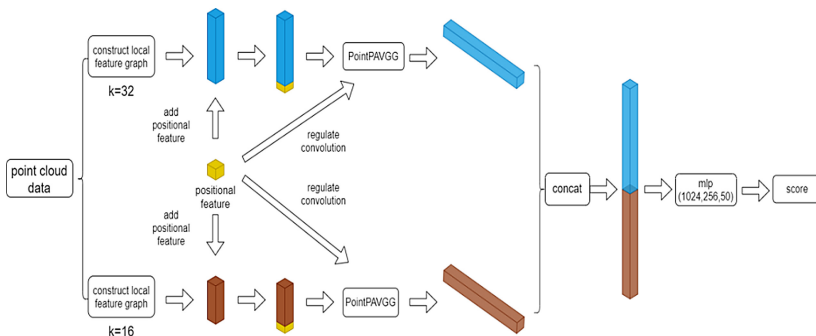 construct local
feature graph
k=32
PointPAVGG
add
positional
feature
regulate
convolution
point cloud
data
positional
feature
concat
mlp
(1024,256,50)
score
add
positional
feature
regulate
convolution
construct local
feature graph
k=16
PointPAVGG